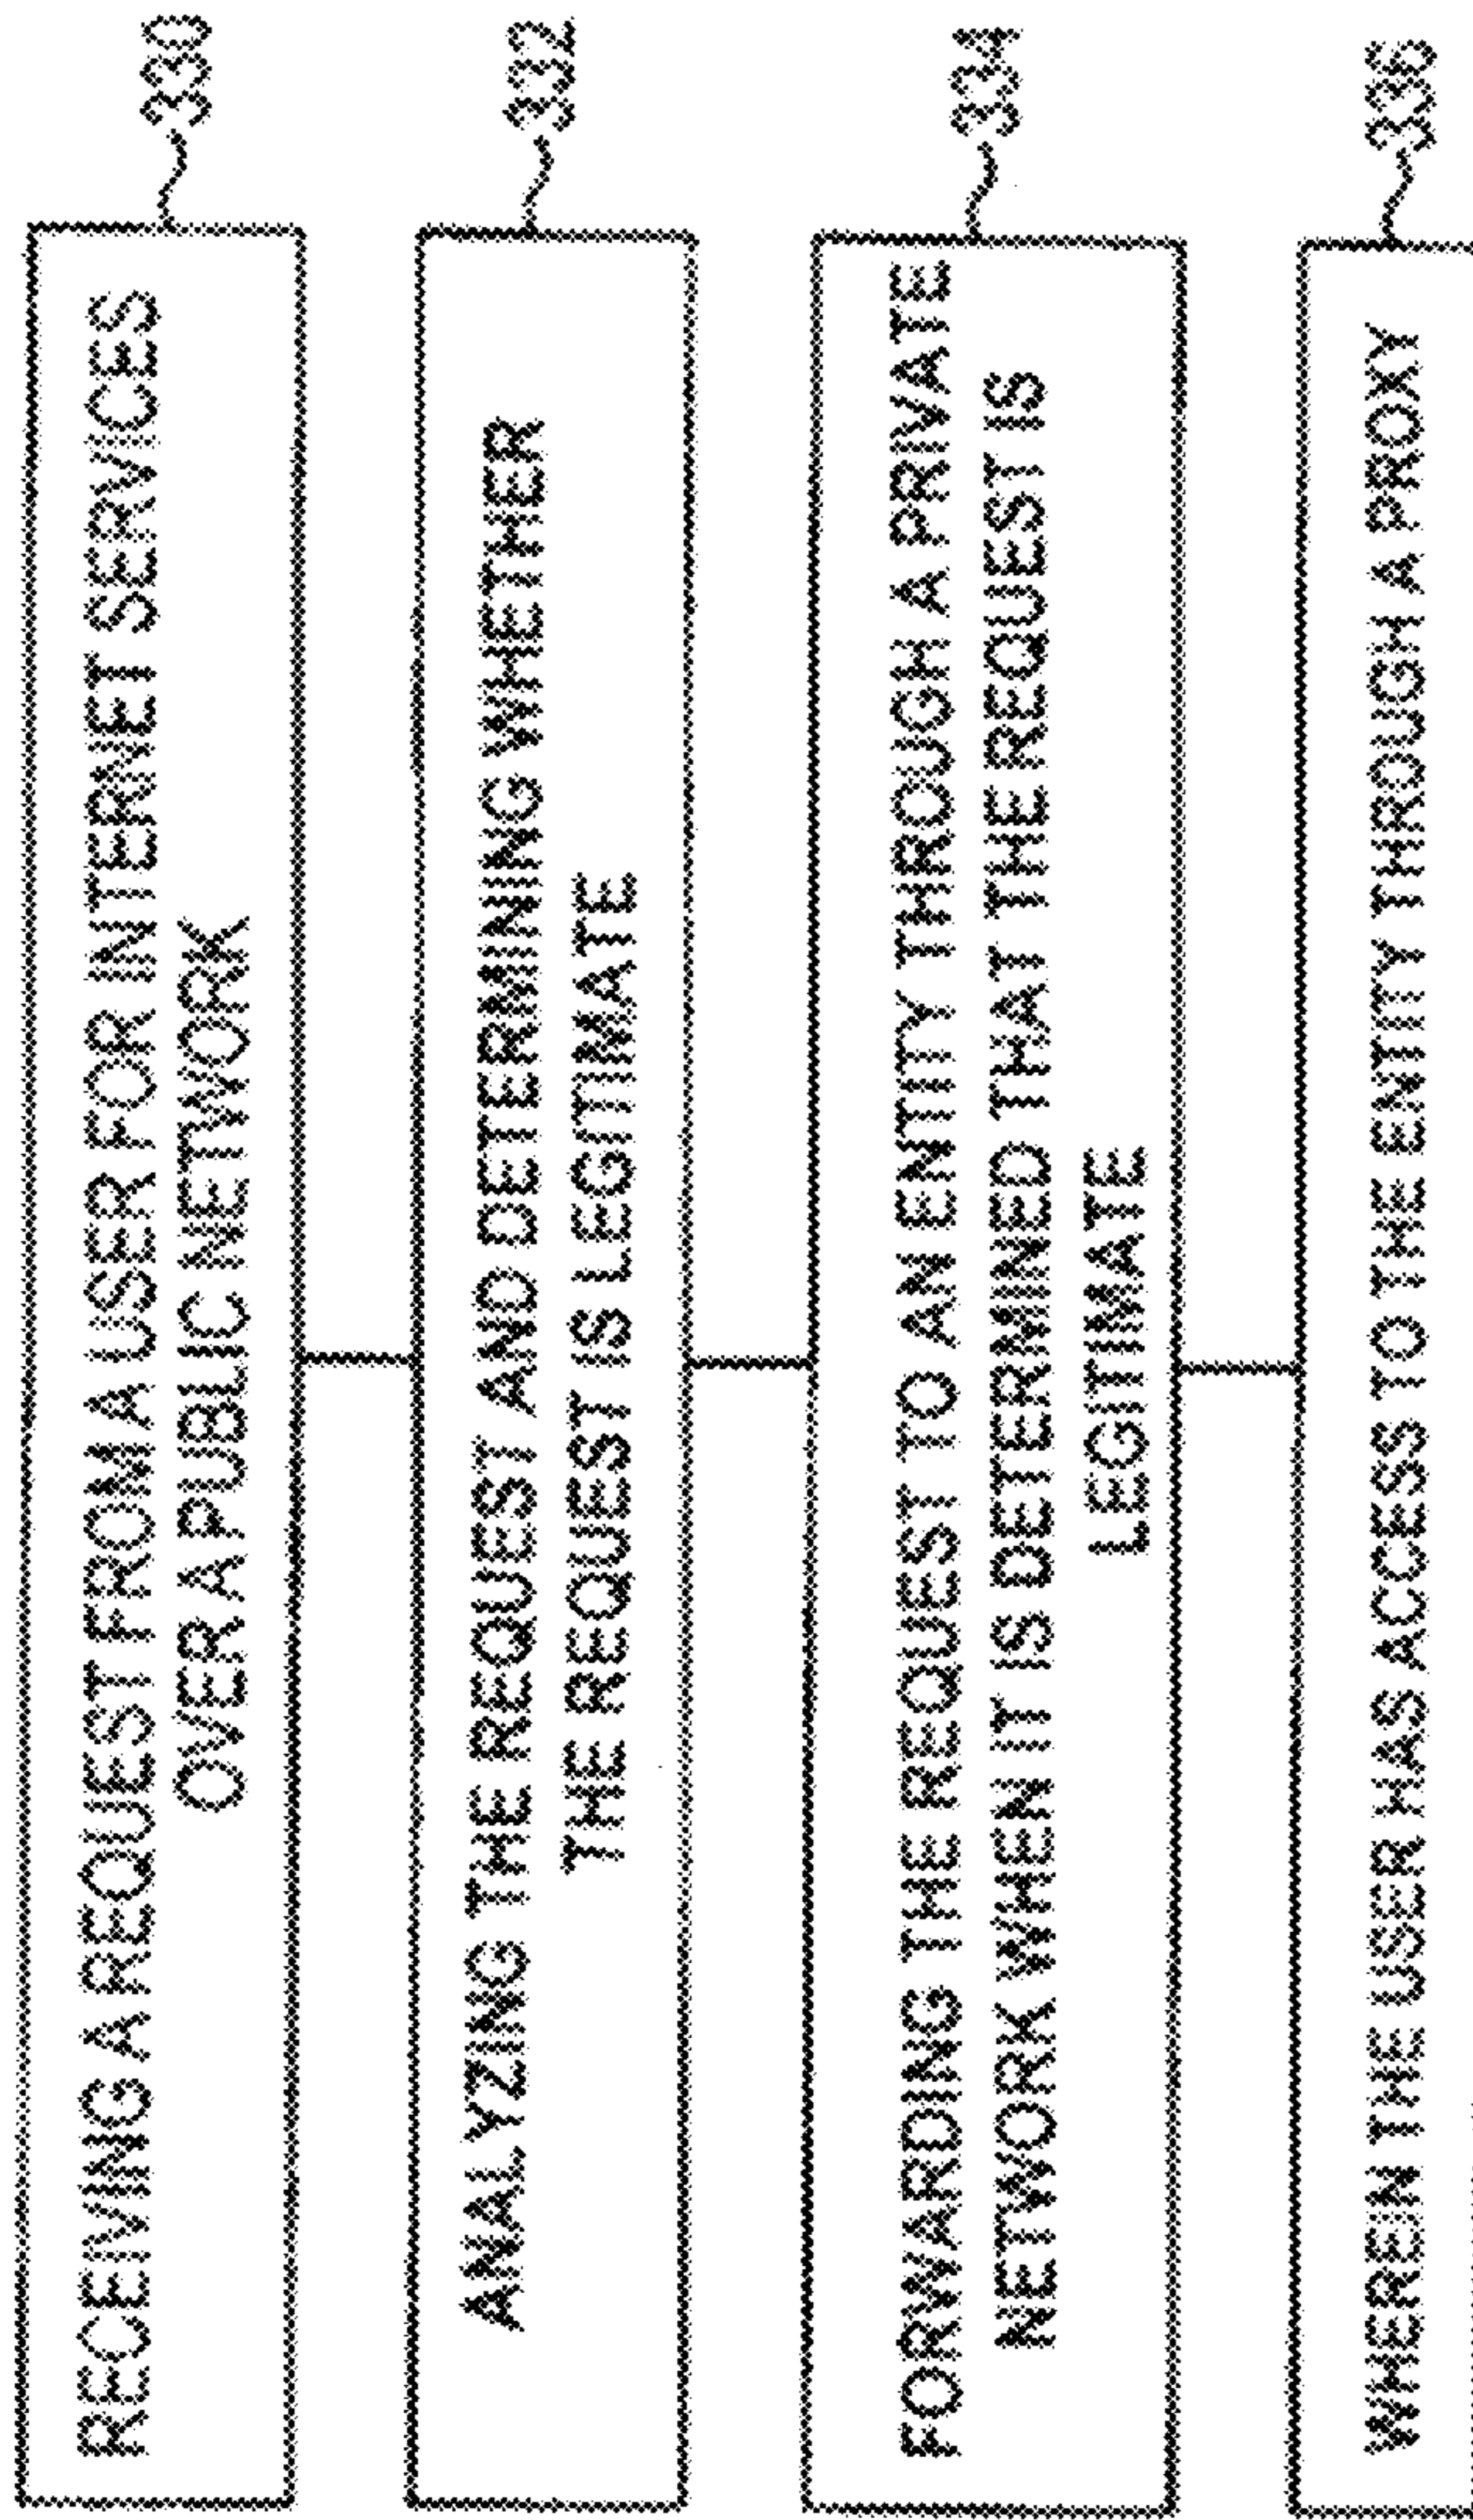 RECEIVING A REQUEST FROM A USER FOR INTERNET SERVICES
OVER A PUBLIC NETWORK
330
ANALYZING THE REQUEST AND DETERMINING WHETHER
THE REQUEST IS LEGITIMATE
332
FORWARDING THE REQUEST TO AN ENTITY THROUGH A PRIVATE
NETWORK WHEN IT IS DETERMINED THAT THE REQUEST IS
LEGITIMATE
334
WHEREIN THE USER HAS ACCESS TO THE ENTITY THROUGH A PROXY
336